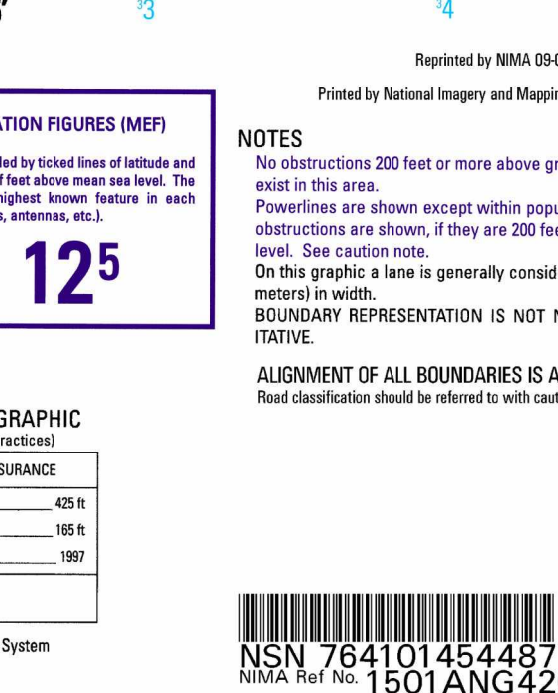 33
34
Reprinted by NIMA 09-
Printed by National Imagery and Mappin
ATION FIGURES (MEF)
led by ticked lines of latitude and
f feet above mean sea level. The
highest known feature in each
s, antennas, etc.).
125
NOTES
No obstructions 200 feet or more above gr
exist in this area.
Powerlines are shown except within popu
obstructions are shown, if they are 200 fee
level. See caution note.
On this graphic a lane is generally consid
meters) in width.
BOUNDARY REPRESENTATION IS NOT N
ITATIVE.
ALIGNMENT OF ALL BOUNDARIES IS A
Road classification should be referred to with caut
GRAPHIC
ractices)
SURANCE
425 ft
165 ft
1997
System
NSN 764101454487
NIMA Ref No. 1501ANG42